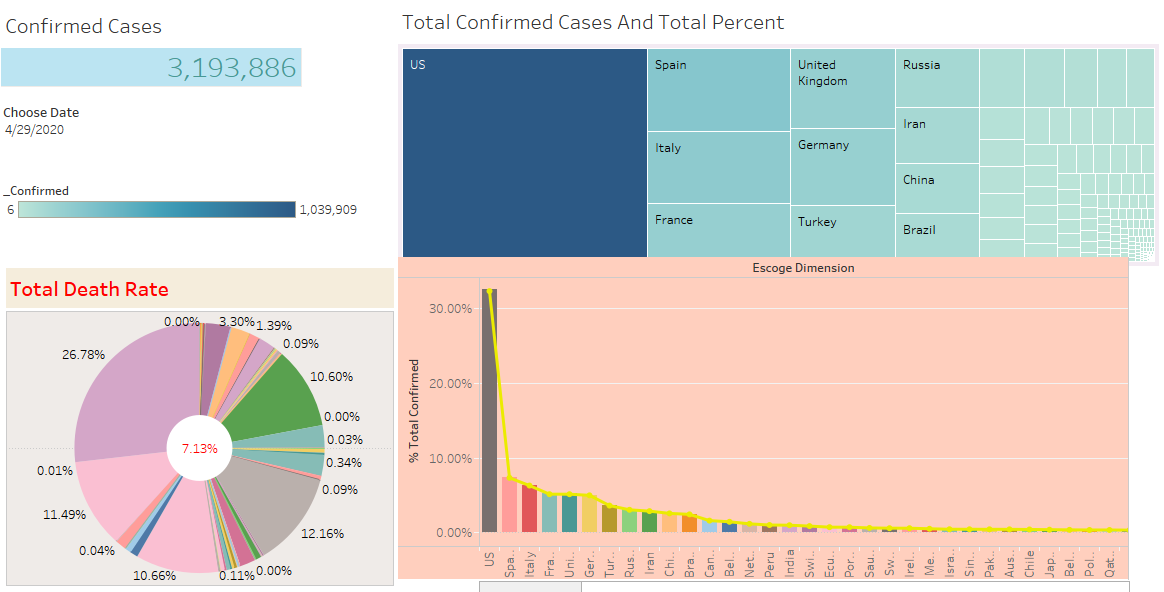 Confirmed Cases
3,193,886
Choose Date
4/29/2020
_Confirmed
6
1,039,909
Total Confirmed Cases And Total Percent
US
Spain
Italy
France
United
Kingdom
Germany
Turkey
Russia
Iran
China
Brazil
Total Death Rate
0.00%
3.30%
1.39%
0.09%
26.78%
10.60%
0.00%
0.03%
7.13%
0.34%
0.01%
0.09%
11.49%
12.16%
0.04%
0.00%
10.66%
0.11%
Escoge Dimension
% Total Confirmed
30.00%
20.00%
10.00%
0.00%
US
Spa..
Italy
Fra..
Uni..
Ger..
Tur..
Rus..
Iran
Chi..
Bra..
Can..
Bel..
Net..
Peru
India
Swi..
Ecu..
Por..
Sau..
Sw..
Irel..
Me..
Isra..
Sin..
Pak..
Aus..
Chile
Jap..
Bel..
Pol..
Qat..